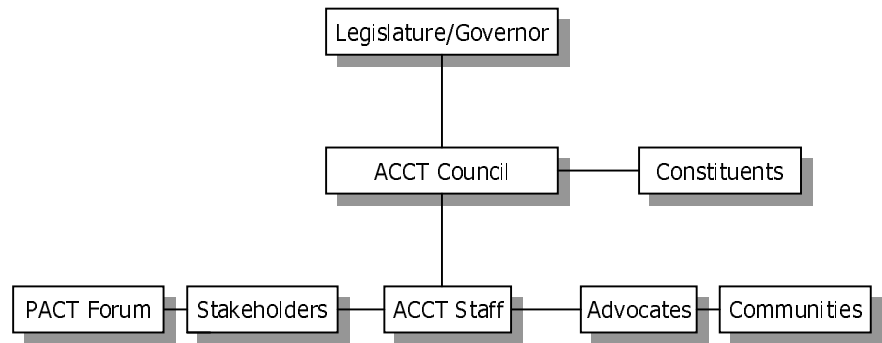 Legislature/Governor
ACCT Council
Constituents
PACT Forum
Stakeholders
ACCT Staff
Advocates
Communities